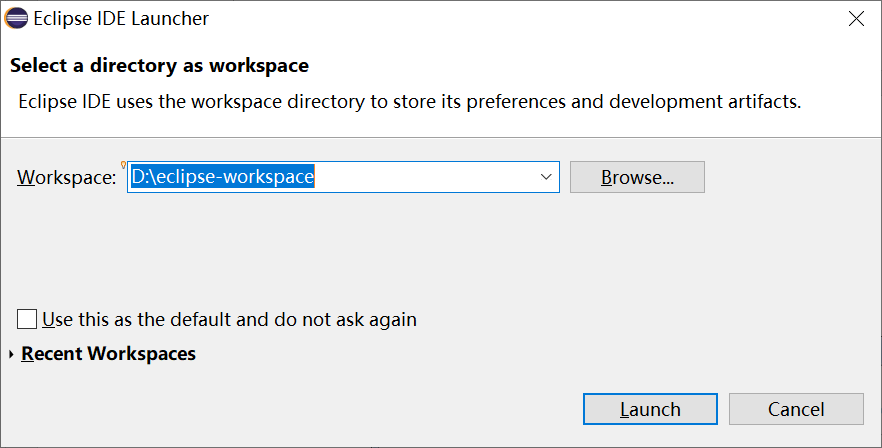 Eclipse IDE Launcher
Select a directory as workspace
Eclipse IDE uses the workspace directory to store its preferences and development artifacts.
Workspace: D:\eclipse-workspace Browse...
Use this as the default and do not ask again
Recent Workspaces
Launch Cancel